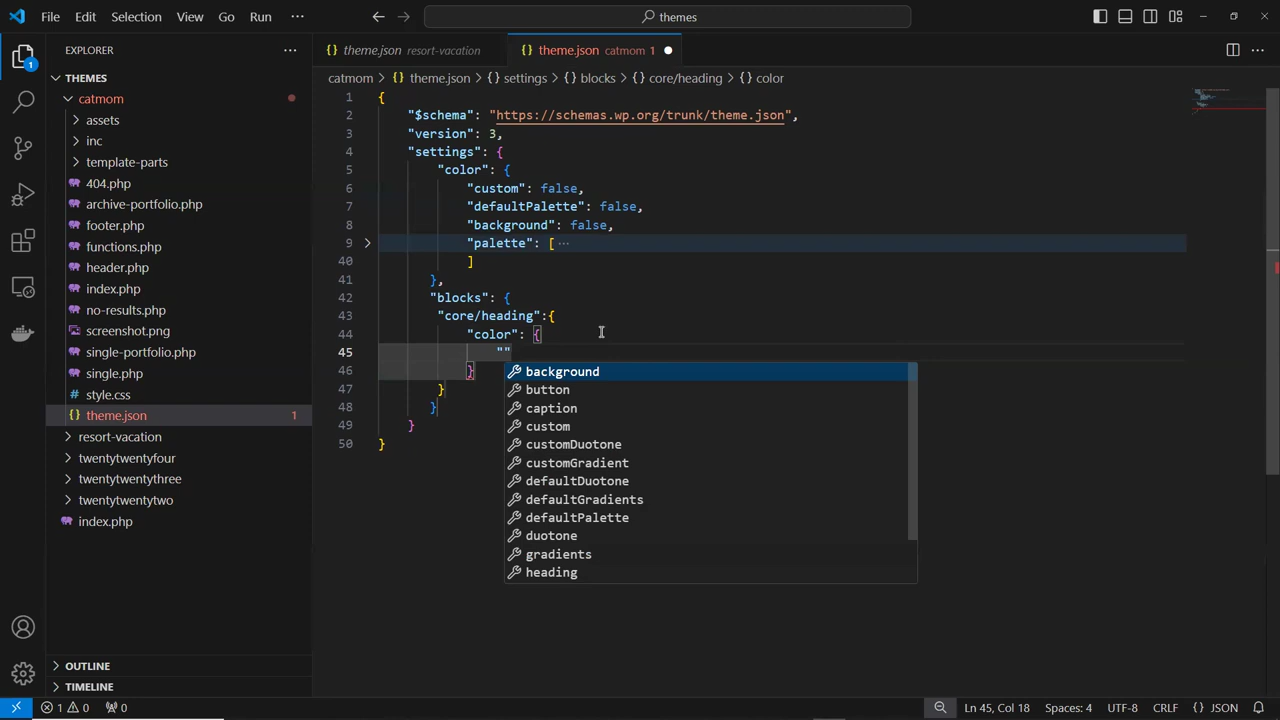 File Edit Selection View Go Run ··· themes
EXPLORER ···
theme.json resort-vacation
theme.json catmom 1
catmom > {} theme.json > {} settings > {} blocks > {} core/heading > {} color
THEMES
catmom
assets
inc
template-parts
404.php
archive-portfolio.php
footer.php
functions.php
header.php
index.php
no-results.php
screenshot.png
single-portfolio.php
single.php
style.css
{} theme.json 1
resort-vacation
twentytwentyfour
twentytwentythree
twentytwentytwo
index.php
OUTLINE
TIMELINE
1 {
2 "$schema": "https://schemas.wp.org/trunk/theme.json",
3 "version": 3,
4 "settings": {
5 "color": {
6 "custom": false,
7 "defaultPalette": false,
8 "background": false,
9 "palette": [ ···
40 ]
41 },
42 "blocks": {
43 "core/heading":{
44 "color": {
45 ""
46 }
47 }
48 }
49 }
50 }
background
button
caption
custom
customDuotone
customGradient
defaultDuotone
defaultGradients
defaultPalette
duotone
gradients
heading
1
1 0 0 Ln 45, Col 18 Spaces: 4 UTF-8 CRLF {} JSON